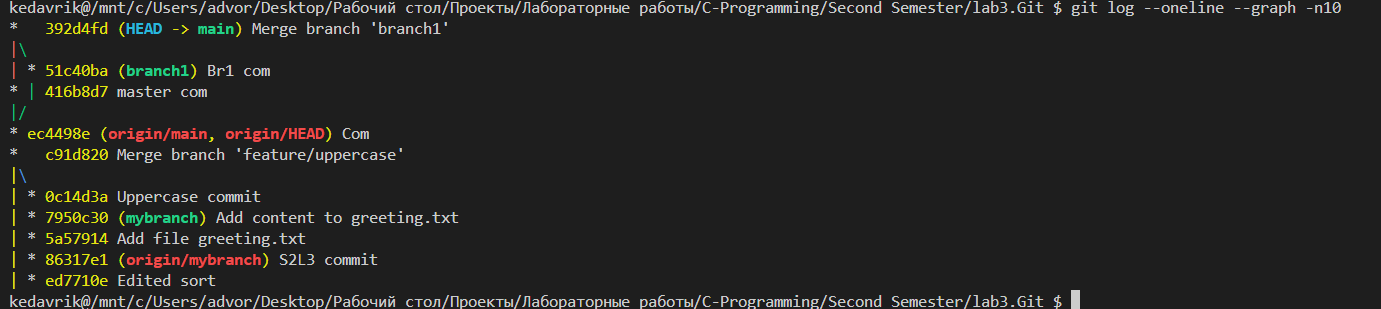 kedavrik@/mnt/c/Users/advor/Desktop/Рабочий стол/Проекты/Лабораторные работы/C-Programming/Second Semester/lab3.Git $ git log --oneline --graph -n10
*   392d4fd (HEAD -> main) Merge branch 'branch1'
|\
| * 51c40ba (branch1) Br1 com
* | 416b8d7 master com
|/
* ec4498e (origin/main, origin/HEAD) Com
*   c91d820 Merge branch 'feature/uppercase'
|\
| * 0c14d3a Uppercase commit
| * 7950c30 (mybranch) Add content to greeting.txt
| * 5a57914 Add file greeting.txt
| * 86317e1 (origin/mybranch) S2L3 commit
| * ed7710e Edited sort
kedavrik@/mnt/c/Users/advor/Desktop/Рабочий стол/Проекты/Лабораторные работы/C-Programming/Second Semester/lab3.Git $